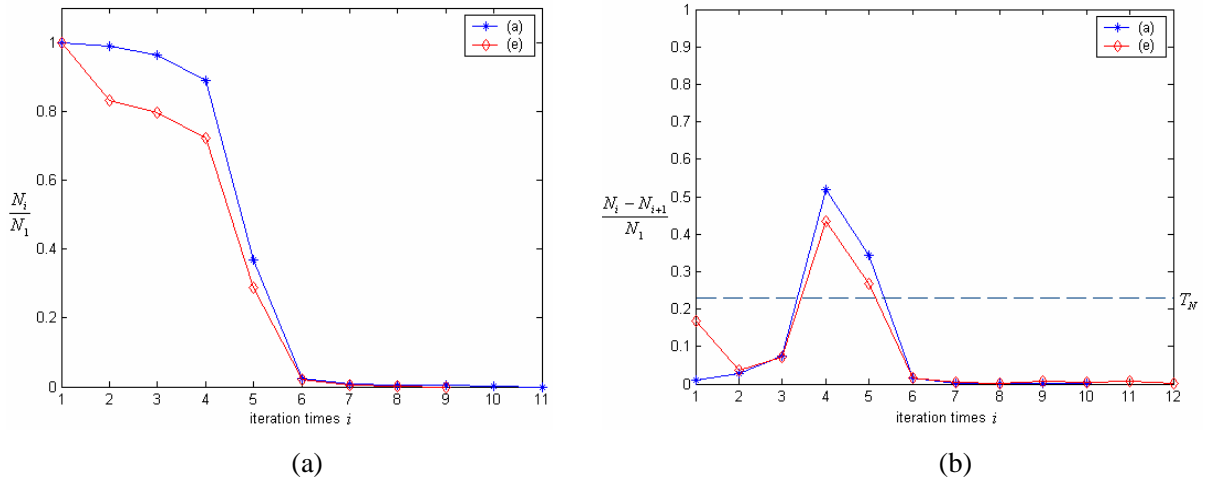 1
0.8
0.6
0.4
0.2
0
N_i
N_1
1 2 3 4 5 6 7 8 9 10 11
iteration times i
(a)
(e)
(a)
1
0.9
0.8
0.7
0.6
0.5
0.4
0.3
0.2
0.1
0
N_i − N_{i+1}
N_1
1 2 3 4 5 6 7 8 9 10 11 12
iteration times i
(a)
(e)
T_N
(b)